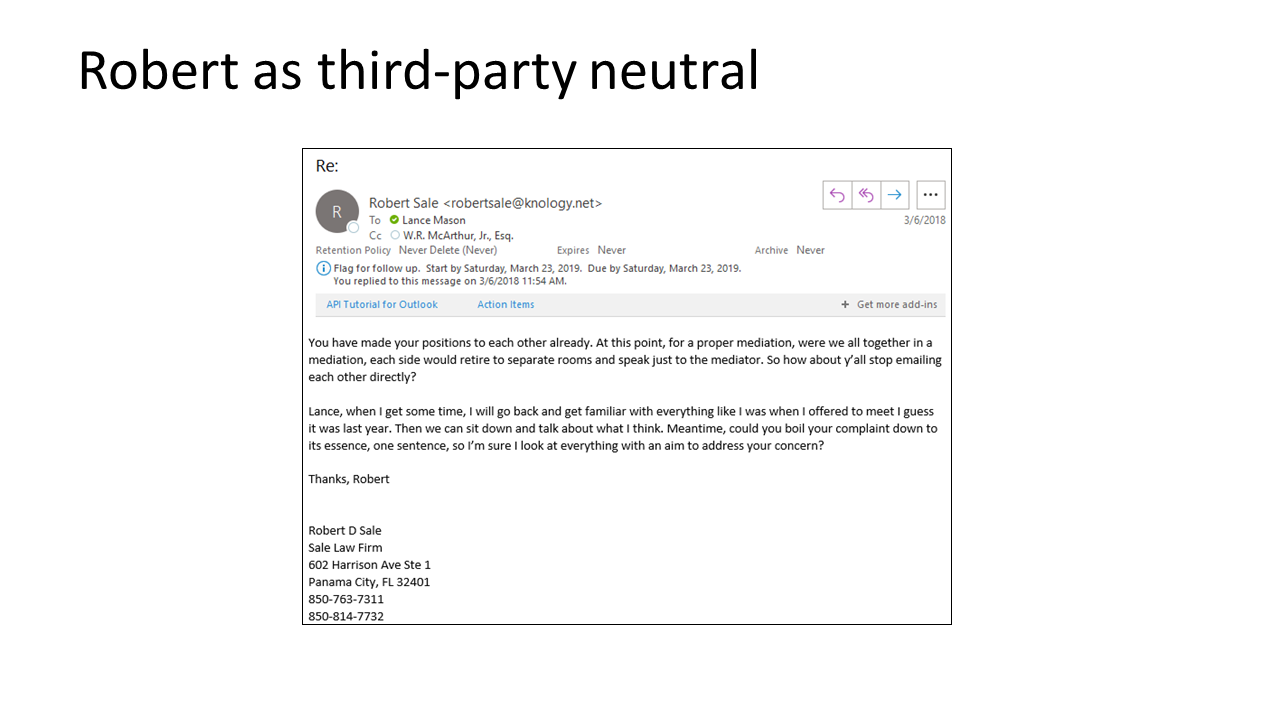 Robert as third-party neutral
Re:
R
Robert Sale <robertsale@knology.net>
To Lance Mason
Cc W.R. McArthur, Jr., Esq.
3/6/2018
Retention Policy Never Delete (Never) Expires Never Archive Never
Flag for follow up. Start by Saturday, March 23, 2019. Due by Saturday, March 23, 2019.
You replied to this message on 3/6/2018 11:54 AM.
API Tutorial for Outlook Action Items + Get more add-ins
You have made your positions to each other already. At this point, for a proper mediation, were we all together in a
mediation, each side would retire to separate rooms and speak just to the mediator. So how about y’all stop emailing
each other directly?
Lance, when I get some time, I will go back and get familiar with everything like I was when I offered to meet I guess
it was last year. Then we can sit down and talk about what I think. Meantime, could you boil your complaint down to
its essence, one sentence, so I’m sure I look at everything with an aim to address your concern?
Thanks, Robert
Robert D Sale
Sale Law Firm
602 Harrison Ave Ste 1
Panama City, FL 32401
850-763-7311
850-814-7732